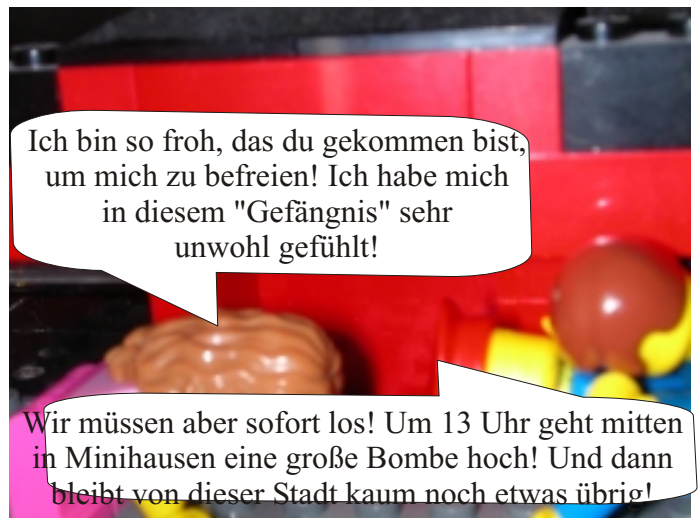 Ich bin so froh, das du gekommen bist,
um mich zu befreien! Ich habe mich
in diesem "Gefängnis" sehr
unwohl gefühlt!
Wir müssen aber sofort los! Um 13 Uhr geht mitten
in Minihausen eine große Bombe hoch! Und dann
bleibt von dieser Stadt kaum noch etwas übrig!